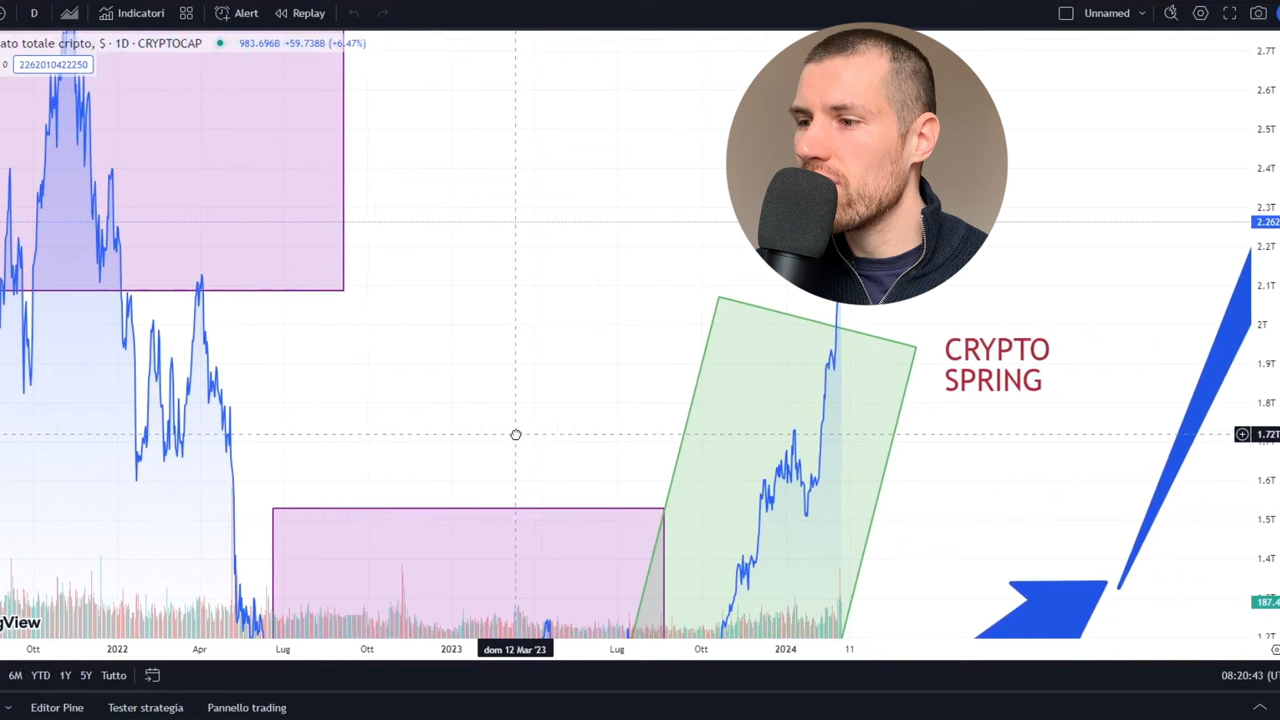 D Indicatori Alert Replay Unnamed
ato totale cripto, $ · 1D · CRYPTOCAP 983.696B +59.738B (+6.47%)
0 2262010422250
2.7T
2.6T
2.5T
2.4T
2.3T
2.262
2.2T
2.1T
2T
1.9T
1.8T
1.72T
1.6T
1.5T
1.4T
187.4
1.2T
CRYPTO
SPRING
gView
Ott 2022 Apr Lug Ott 2023 dom 12 Mar '23 Lug Ott 2024 11
6M YTD 1Y 5Y Tutto 08:20:43 (UT
Editor Pine Tester strategia Pannello trading